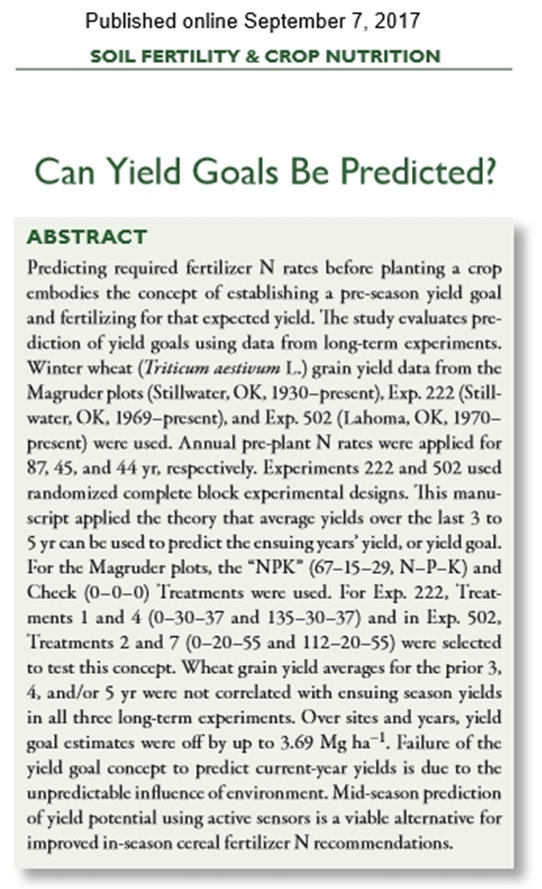 Published online September 7, 2017
SOIL FERTILITY & CROP NUTRITION
Can Yield Goals Be Predicted?
ABSTRACT
Predicting required fertilizer N rates before planting a crop
embodies the concept of establishing a pre-season yield goal
and fertilizing for that expected yield. The study evaluates pre-
diction of yield goals using data from long-term experiments.
Winter wheat (Triticum aestivum L.) grain yield data from the
Magruder plots (Stillwater, OK, 1930–present), Exp. 222 (Still-
water, OK, 1969–present), and Exp. 502 (Lahoma, OK, 1970–
present) were used. Annual pre-plant N rates were applied for
87, 45, and 44 yr, respectively. Experiments 222 and 502 used
randomized complete block experimental designs. This manu-
script applied the theory that average yields over the last 3 to
5 yr can be used to predict the ensuing years' yield, or yield goal.
For the Magruder plots, the "NPK" (67–15–29, N–P–K) and
Check (0–0–0) Treatments were used. For Exp. 222, Treat-
ments 1 and 4 (0-30-37 and 135-30-37) and in Exp. 502,
Treatments 2 and 7 (0-20-55 and 112-20-55) were selected
to test this concept. Wheat grain yield averages for the prior 3,
4, and/or 5 yr were not correlated with ensuing season yields
in all three long-term experiments. Over sites and years, yield
goal estimates were off by up to 3.69 Mg ha⁻¹. Failure of the
yield goal concept to predict current-year yields is due to the
unpredictable influence of environment. Mid-season prediction
of yield potential using active sensors is a viable alternative for
improved in-season cereal fertilizer N recommendations.